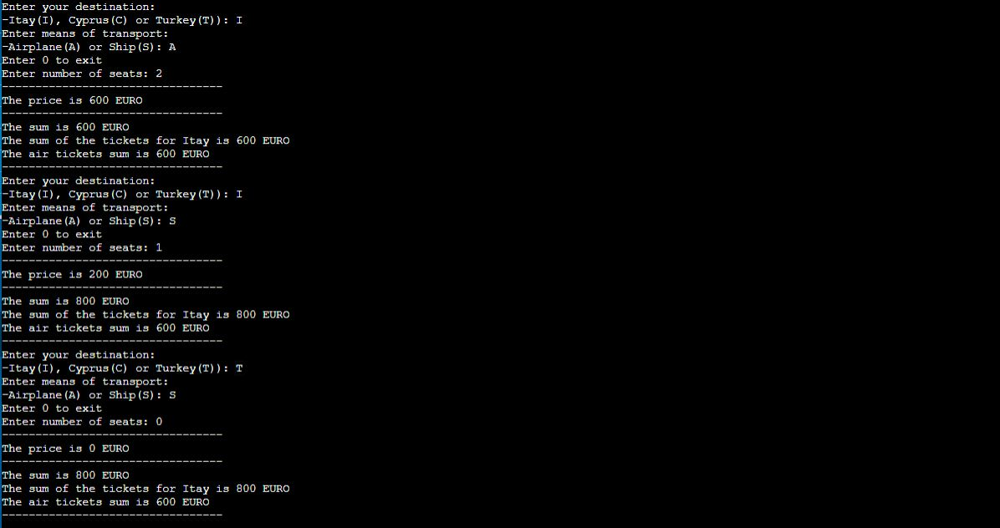 Enter your destination:
-Itay(I), Cyprus(C) or Turkey(T)): I
Enter means of transport:
-Airplane(A) or Ship(S): A
Enter 0 to exit
Enter number of seats: 2
---------------------------------
The price is 600 EURO
---------------------------------
The sum is 600 EURO
The sum of the tickets for Itay is 600 EURO
The air tickets sum is 600 EURO
---------------------------------
Enter your destination:
-Itay(I), Cyprus(C) or Turkey(T)): I
Enter means of transport:
-Airplane(A) or Ship(S): S
Enter 0 to exit
Enter number of seats: 1
---------------------------------
The price is 200 EURO
---------------------------------
The sum is 800 EURO
The sum of the tickets for Itay is 800 EURO
The air tickets sum is 600 EURO
---------------------------------
Enter your destination:
-Itay(I), Cyprus(C) or Turkey(T)): T
Enter means of transport:
-Airplane(A) or Ship(S): S
Enter 0 to exit
Enter number of seats: 0
---------------------------------
The price is 0 EURO
---------------------------------
The sum is 800 EURO
The sum of the tickets for Itay is 800 EURO
The air tickets sum is 600 EURO
---------------------------------